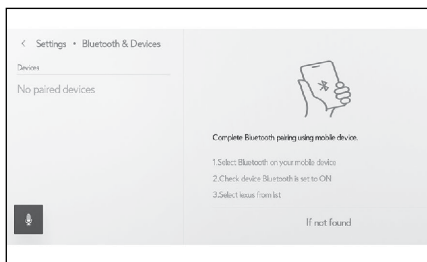 < Settings • Bluetooth & Devices
Devices
No paired devices
Complete Bluetooth pairing using mobile device.
1.Select Bluetooth on your mobile device
2.Check device Bluetooth is set to ON
3.Select lexus from list
If not found